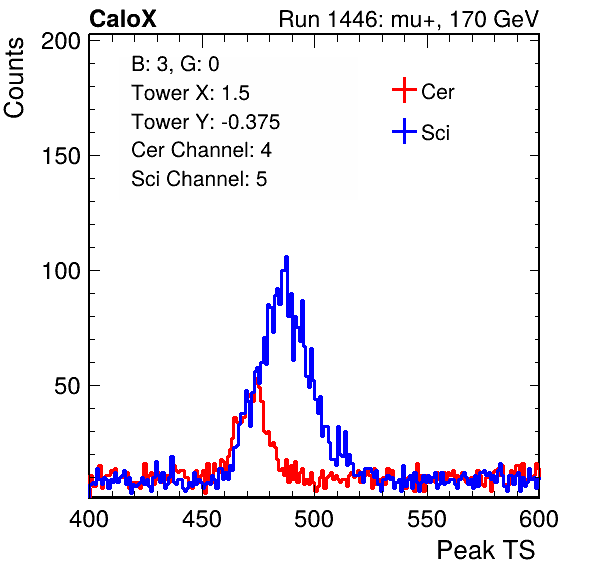 CaloX
Run 1446: mu+, 170 GeV
Counts
B: 3, G: 0
Tower X: 1.5
Tower Y: -0.375
Cer Channel: 4
Sci Channel: 5
Cer
Sci
200
150
100
50
400 450 500 550 600
Peak TS